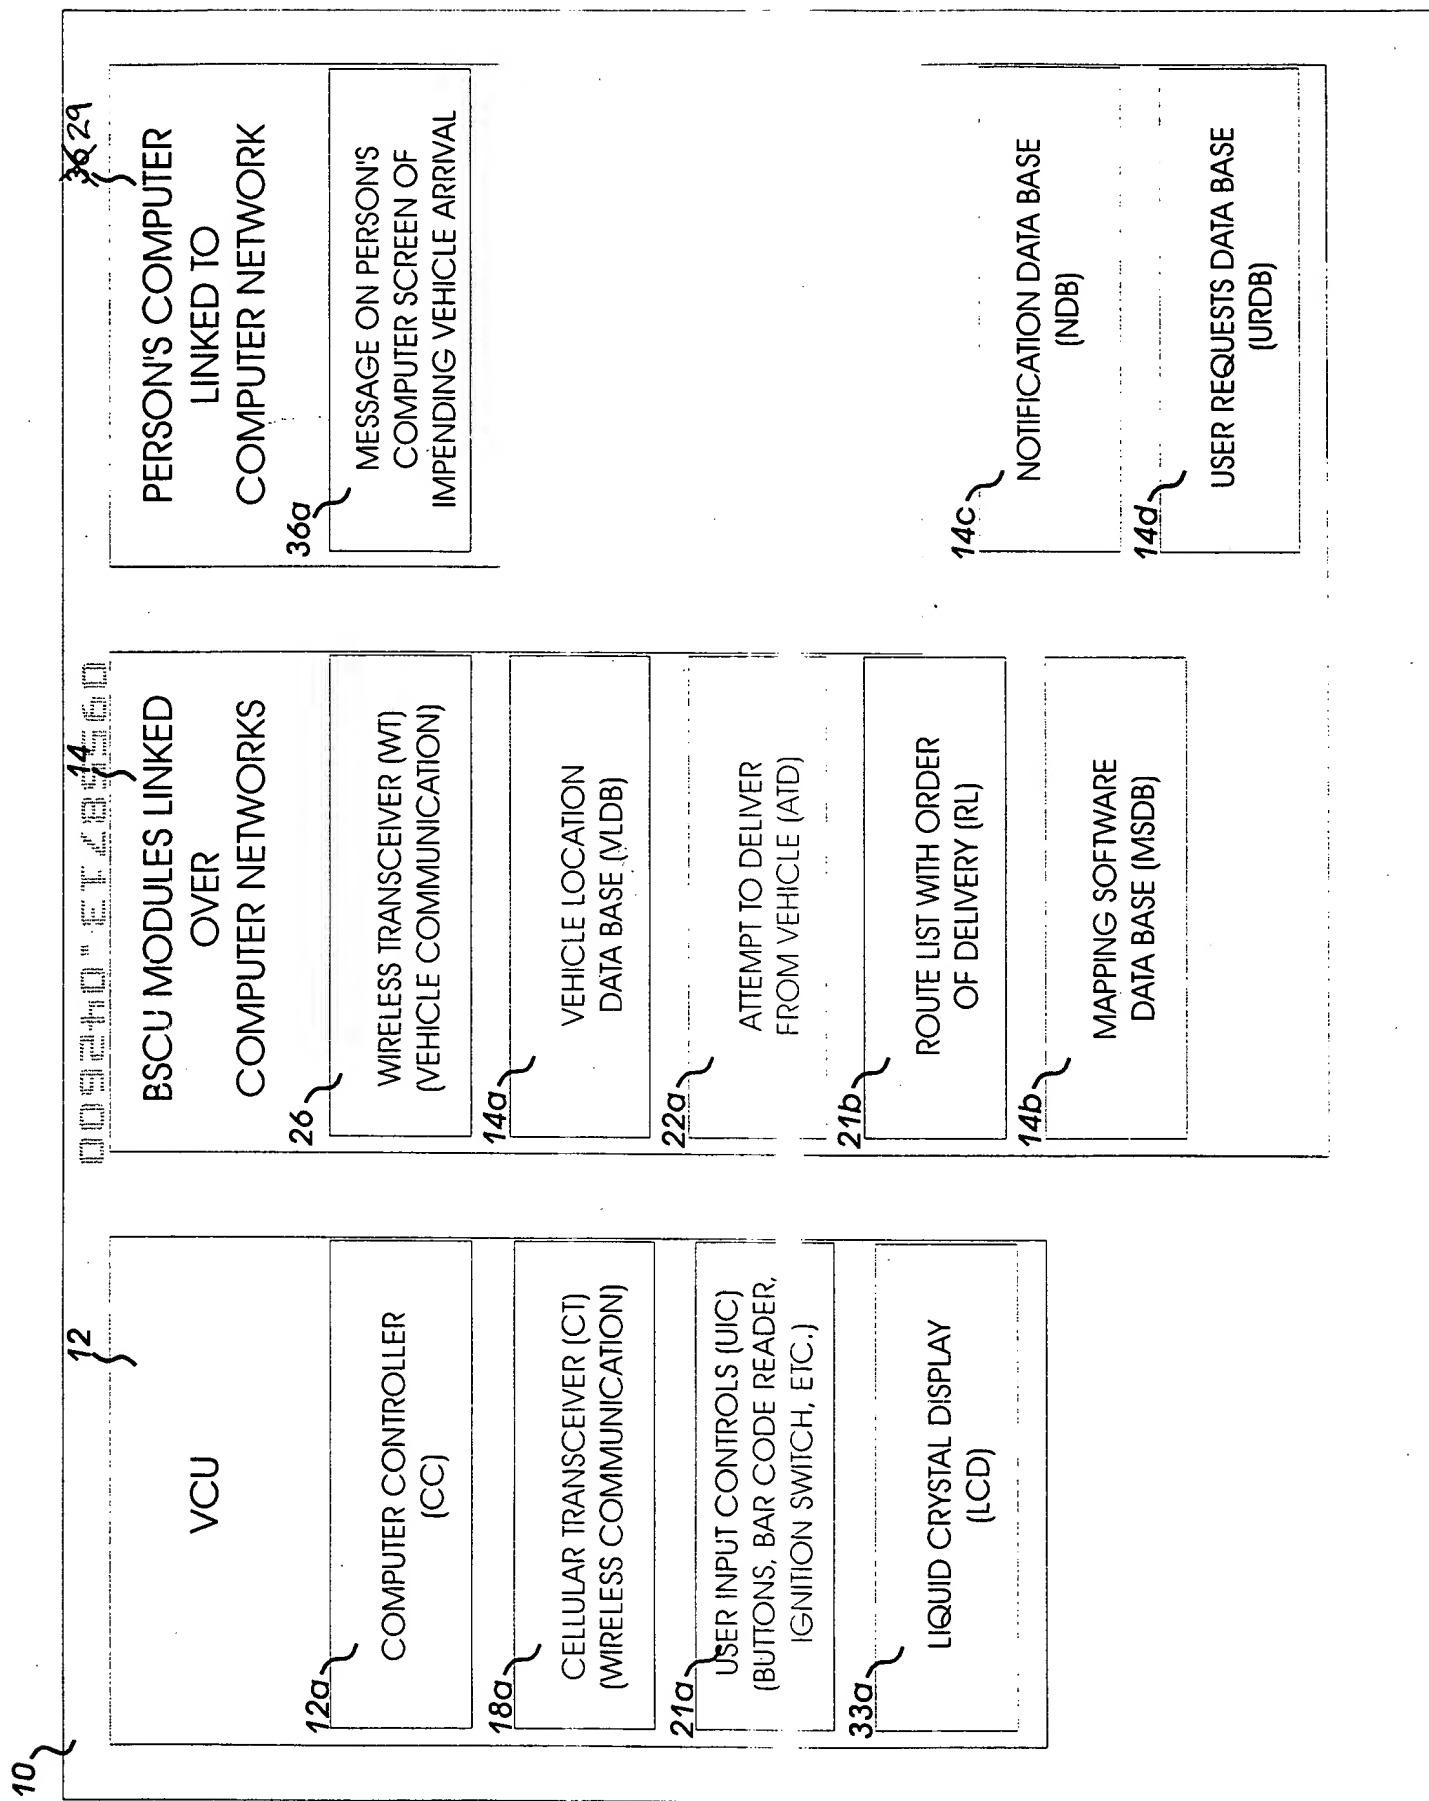 10
12
VCU
12a
COMPUTER CONTROLLER
(CC)
18a
CELLULAR TRANSCEIVER (CT)
(WIRELESS COMMUNICATION)
21a
USER INPUT CONTROLS (UIC)
(BUTTONS, BAR CODE READER,
IGNITION SWITCH, ETC.)
33a
LIQUID CRYSTAL DISPLAY
(LCD)
14
BSCU MODULES LINKED
OVER
COMPUTER NETWORKS
26
WIRELESS TRANSCEIVER (WT)
(VEHICLE COMMUNICATION)
14a
VEHICLE LOCATION
DATA BASE (VLDB)
22a
ATTEMPT TO DELIVER
FROM VEHICLE (ATD)
21b
ROUTE LIST WITH ORDER
OF DELIVERY (RL)
14b
MAPPING SOFTWARE
DATA BASE (MSDB)
36 29
PERSON'S COMPUTER
LINKED TO
COMPUTER NETWORK
36a
MESSAGE ON PERSON'S
COMPUTER SCREEN OF
IMPENDING VEHICLE ARRIVAL
14c
NOTIFICATION DATA BASE
(NDB)
14d
USER REQUESTS DATA BASE
(URDB)